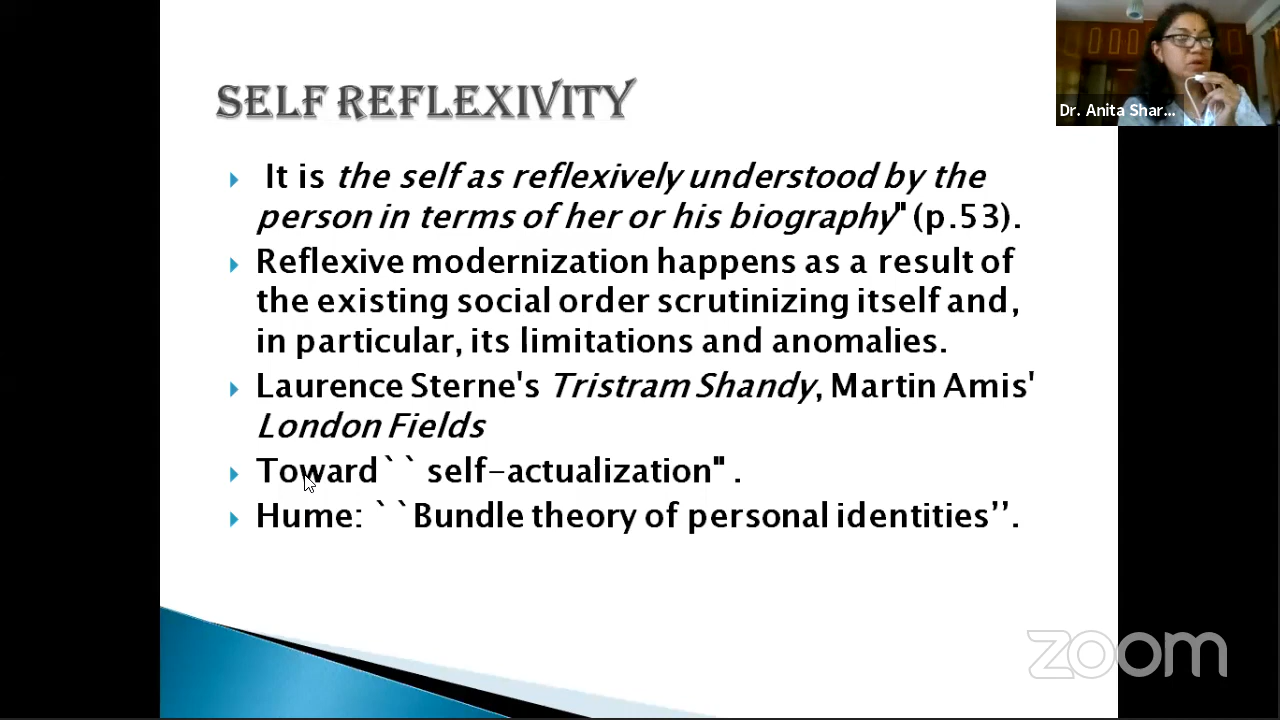 SELF REFLEXIVITY
Dr. Anita Shar...
It is the self as reflexively understood by the
person in terms of her or his biography" (p.53).
Reflexive modernization happens as a result of
the existing social order scrutinizing itself and,
in particular, its limitations and anomalies.
Laurence Sterne's Tristram Shandy, Martin Amis'
London Fields
Toward `` self-actualization" .
Hume: ``Bundle theory of personal identities’’.
zoom